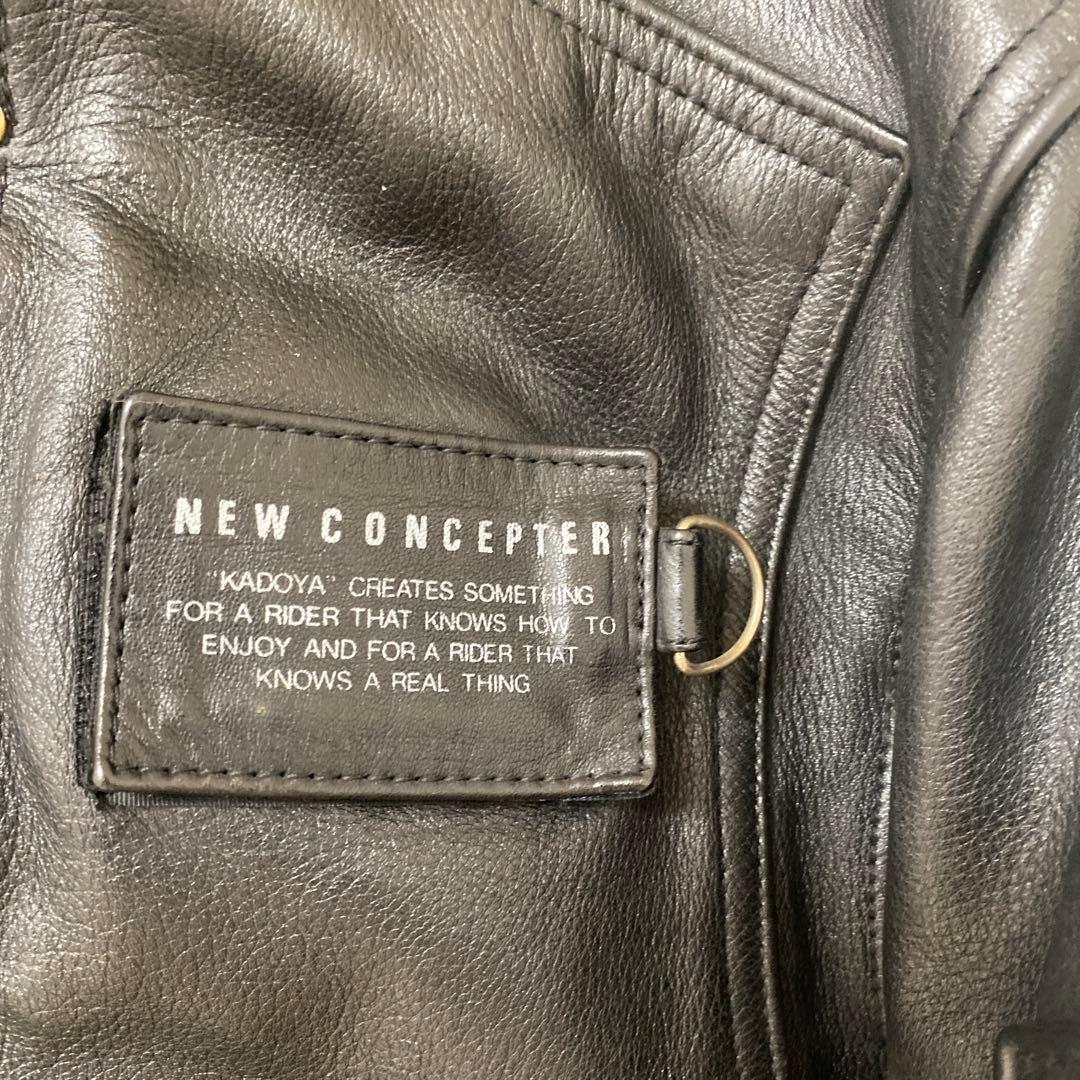 NEW CONCEPTER
"KADOYA" CREATES SOMETHING
FOR A RIDER THAT KNOWS HOW TO
ENJOY AND FOR A RIDER THAT
KNOWS A REAL THING